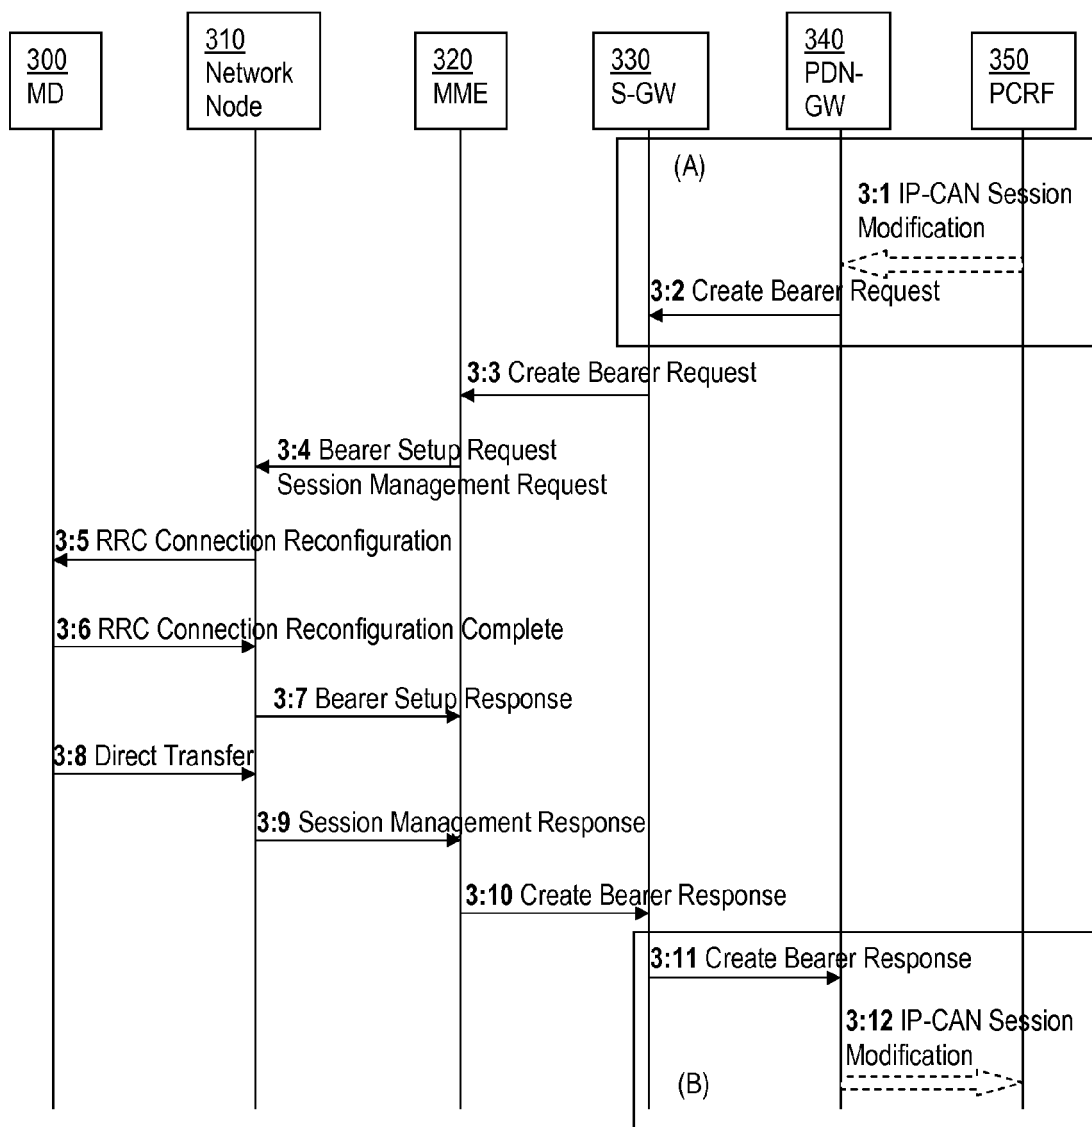 300
MD
310
Network
Node
320
MME
330
S-GW
340
PDN-
GW
350
PCRF
(A)
3:1 IP-CAN Session
Modification
3:2 Create Bearer Request
3:3 Create Bearer Request
3:4 Bearer Setup Request
Session Management Request
3:5 RRC Connection Reconfiguration
3:6 RRC Connection Reconfiguration Complete
3:7 Bearer Setup Response
3:8 Direct Transfer
3:9 Session Management Response
3:10 Create Bearer Response
3:11 Create Bearer Response
3:12 IP-CAN Session
Modification
(B)